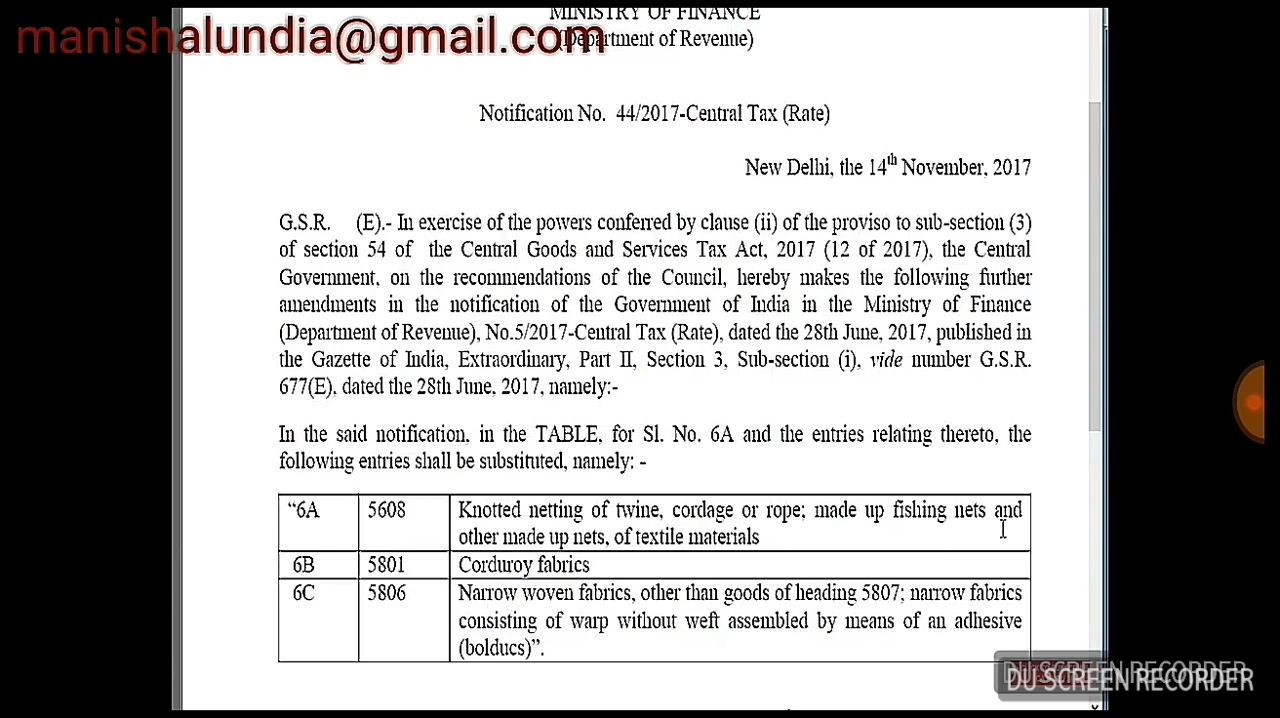 MINISTRY OF FINANCE
manishalundia@gmail.com
(Department of Revenue)
Notification No. 44/2017-Central Tax (Rate)
New Delhi, the 14th November, 2017
G.S.R. (E).- In exercise of the powers conferred by clause (ii) of the proviso to sub-section (3)
of section 54 of the Central Goods and Services Tax Act, 2017 (12 of 2017), the Central
Government, on the recommendations of the Council, hereby makes the following further
amendments in the notification of the Government of India in the Ministry of Finance
(Department of Revenue), No.5/2017-Central Tax (Rate), dated the 28th June, 2017, published in
the Gazette of India, Extraordinary, Part II, Section 3, Sub-section (i), vide number G.S.R.
677(E), dated the 28th June, 2017, namely:-
In the said notification, in the TABLE, for Sl. No. 6A and the entries relating thereto, the
following entries shall be substituted, namely: -
“6A 5608 Knotted netting of twine, cordage or rope; made up fishing nets and
other made up nets, of textile materials
6B 5801 Corduroy fabrics
6C 5806 Narrow woven fabrics, other than goods of heading 5807; narrow fabrics
consisting of warp without weft assembled by means of an adhesive
(bolducs)”.
DU SCREEN RECORDER